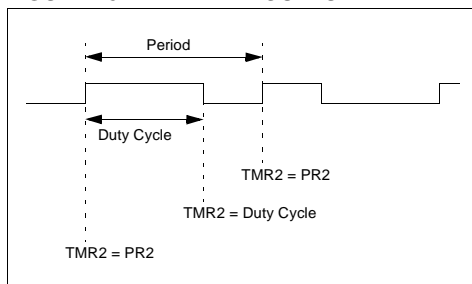 Period
Duty Cycle
TMR2 = PR2
TMR2 = Duty Cycle
TMR2 = PR2